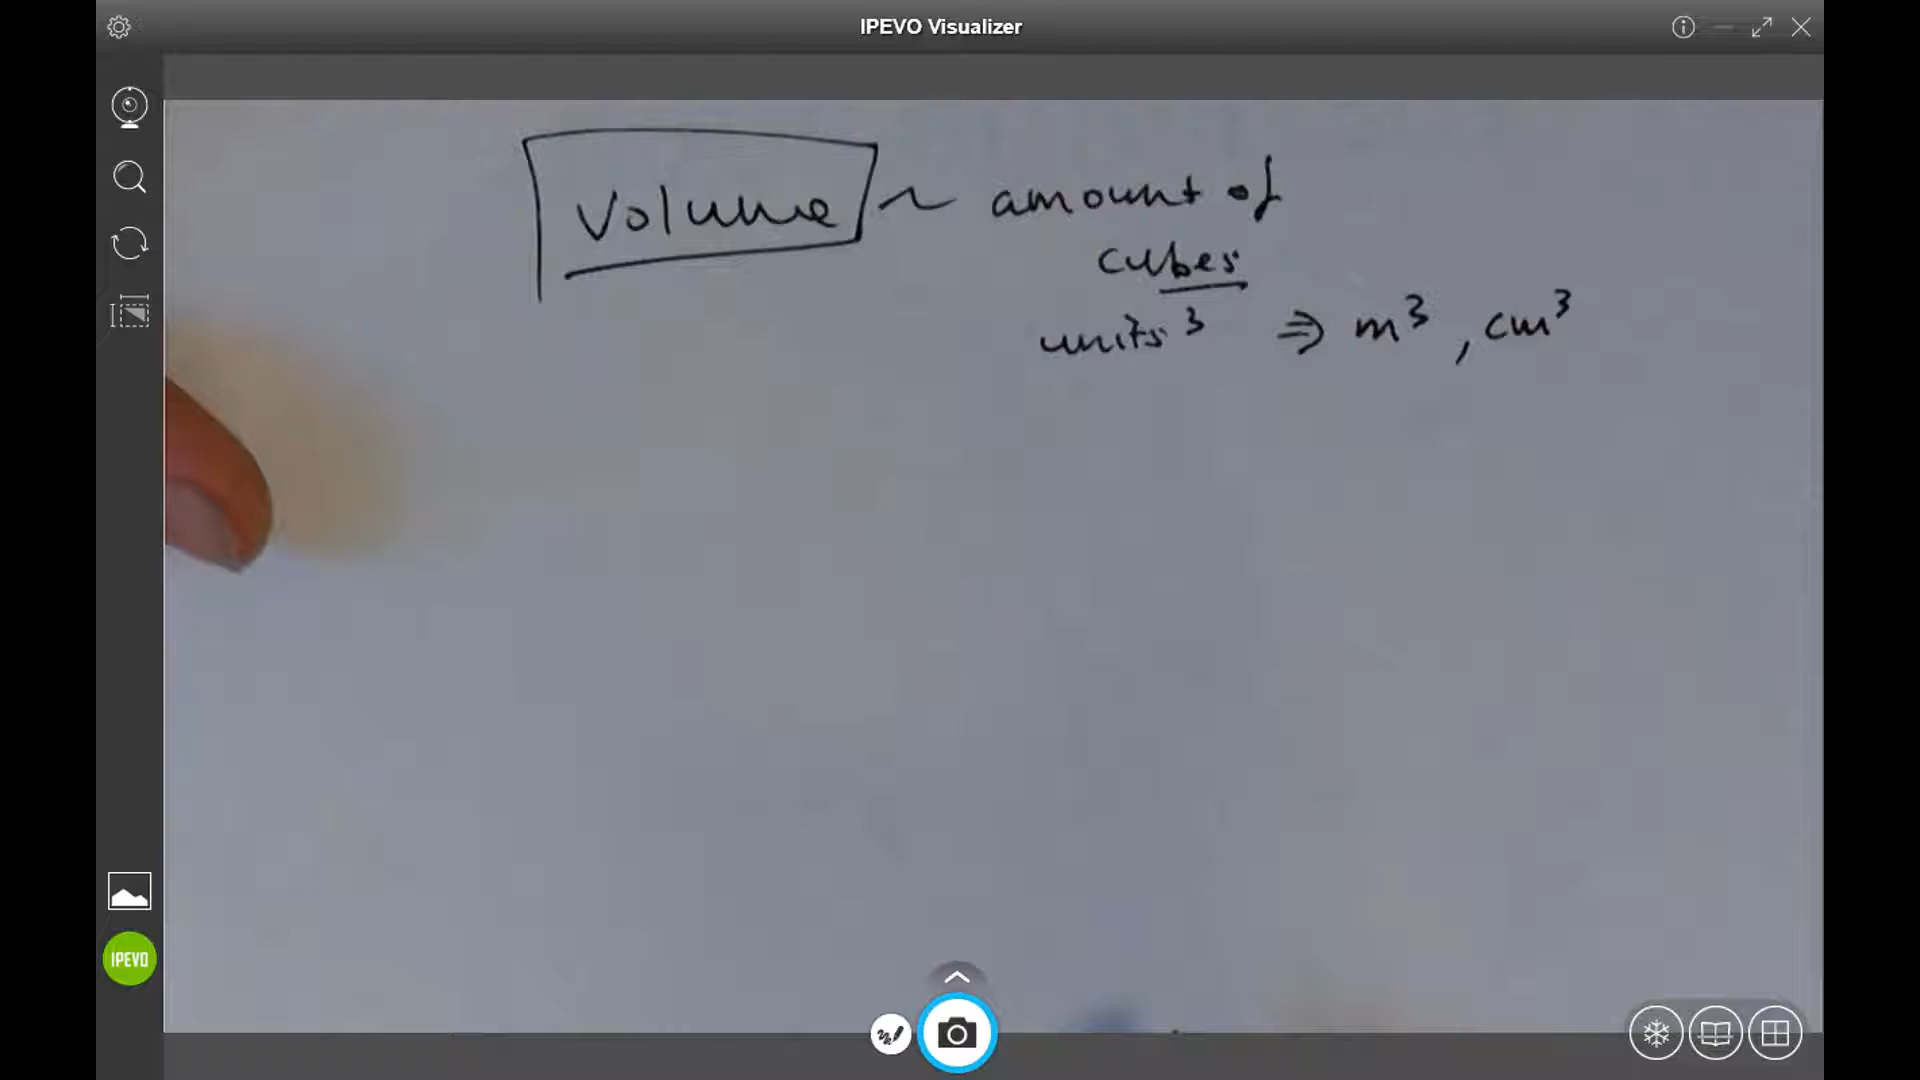 IPEVO Visualizer
Volume ~ amount of
cubes
units³ ⇒ m³, cm³
IPEVO